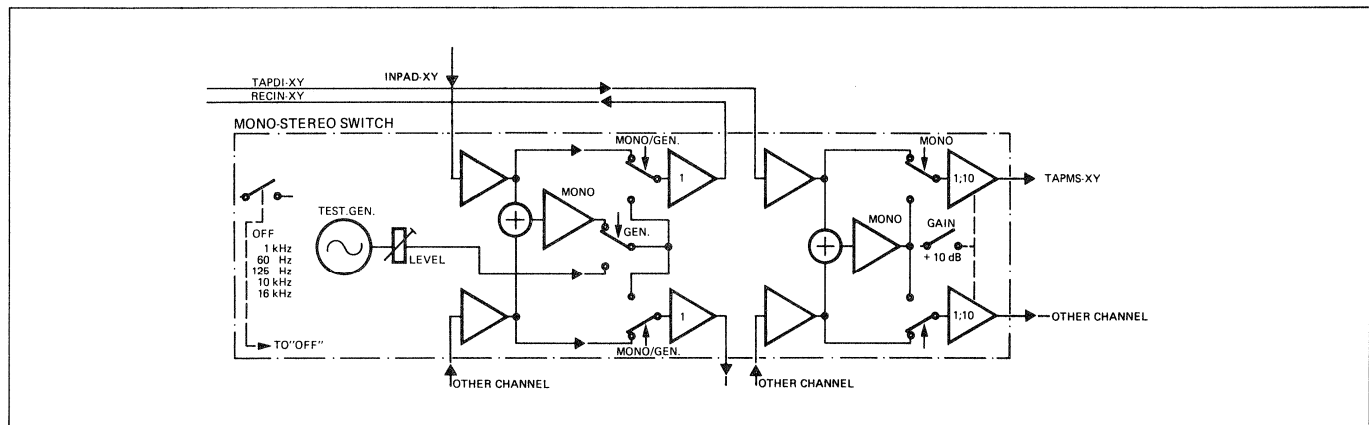 INPAD-XY
TAPDI-XY
RECIN-XY
MONO-STEREO SWITCH
MONO/GEN.
MONO
1
1;10
TAPMS-XY
TEST.GEN.
MONO
GEN.
MONO
GAIN
+ 10 dB
OFF
1 kHz
60 Hz
126 Hz
10 kHz
16 kHz
LEVEL
1
1;10
OTHER CHANNEL
TO"OFF"
MONO/GEN.
OTHER CHANNEL
OTHER CHANNEL